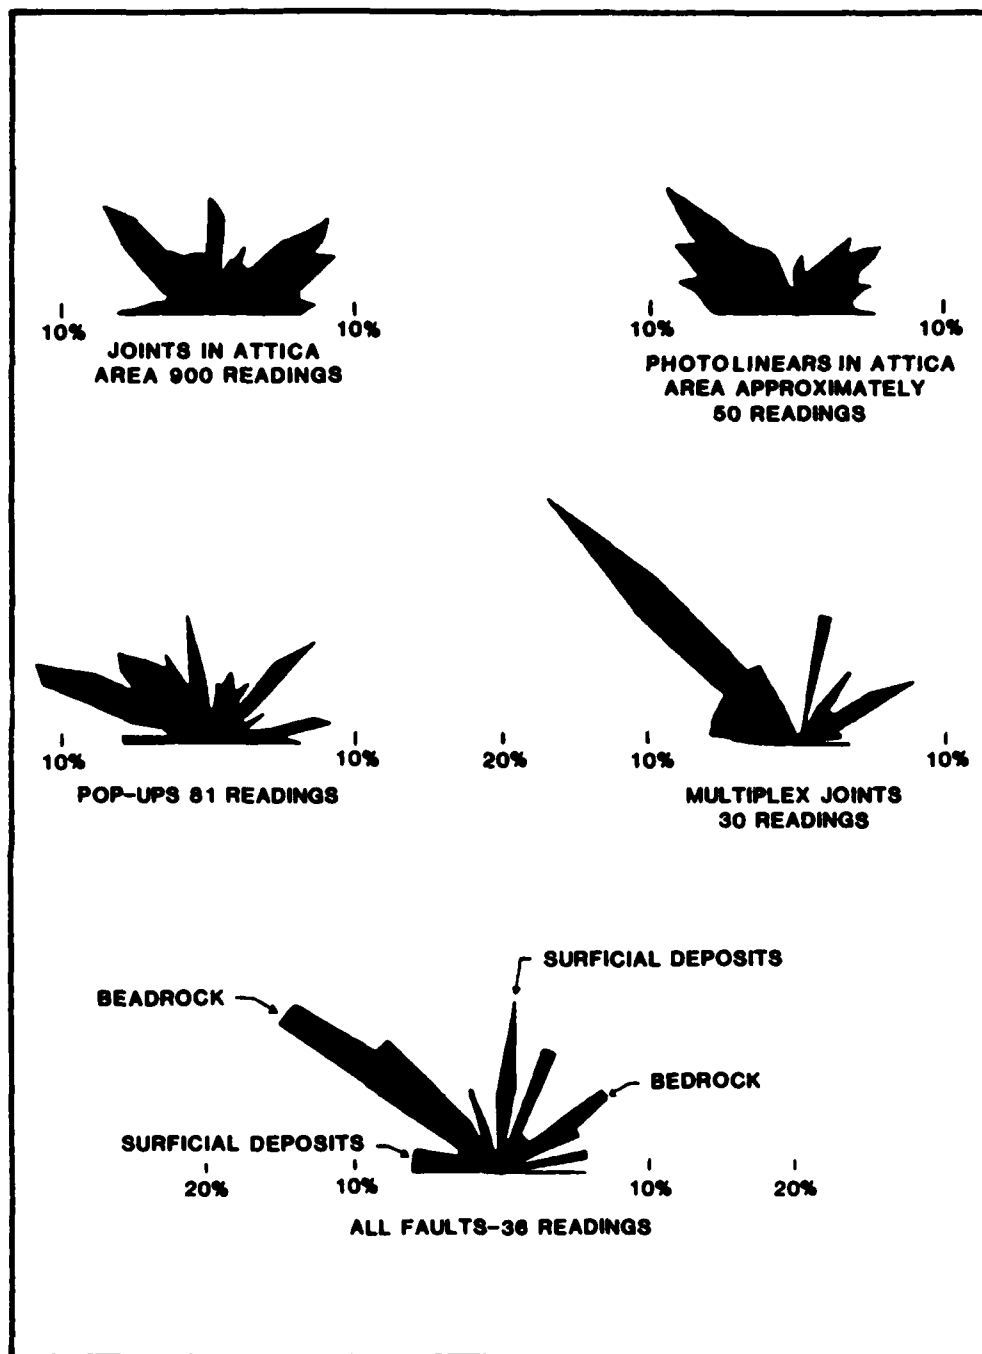 10%
10%
JOINTS IN ATTICA
AREA 900 READINGS
10%
10%
PHOTOLINEARS IN ATTICA
AREA APPROXIMATELY
50 READINGS
10%
10%
POP-UPS 81 READINGS
20%
10%
10%
MULTIPLEX JOINTS
30 READINGS
SURFICIAL DEPOSITS
BEADROCK
BEDROCK
SURFICIAL DEPOSITS
20%
10%
10%
20%
ALL FAULTS-36 READINGS